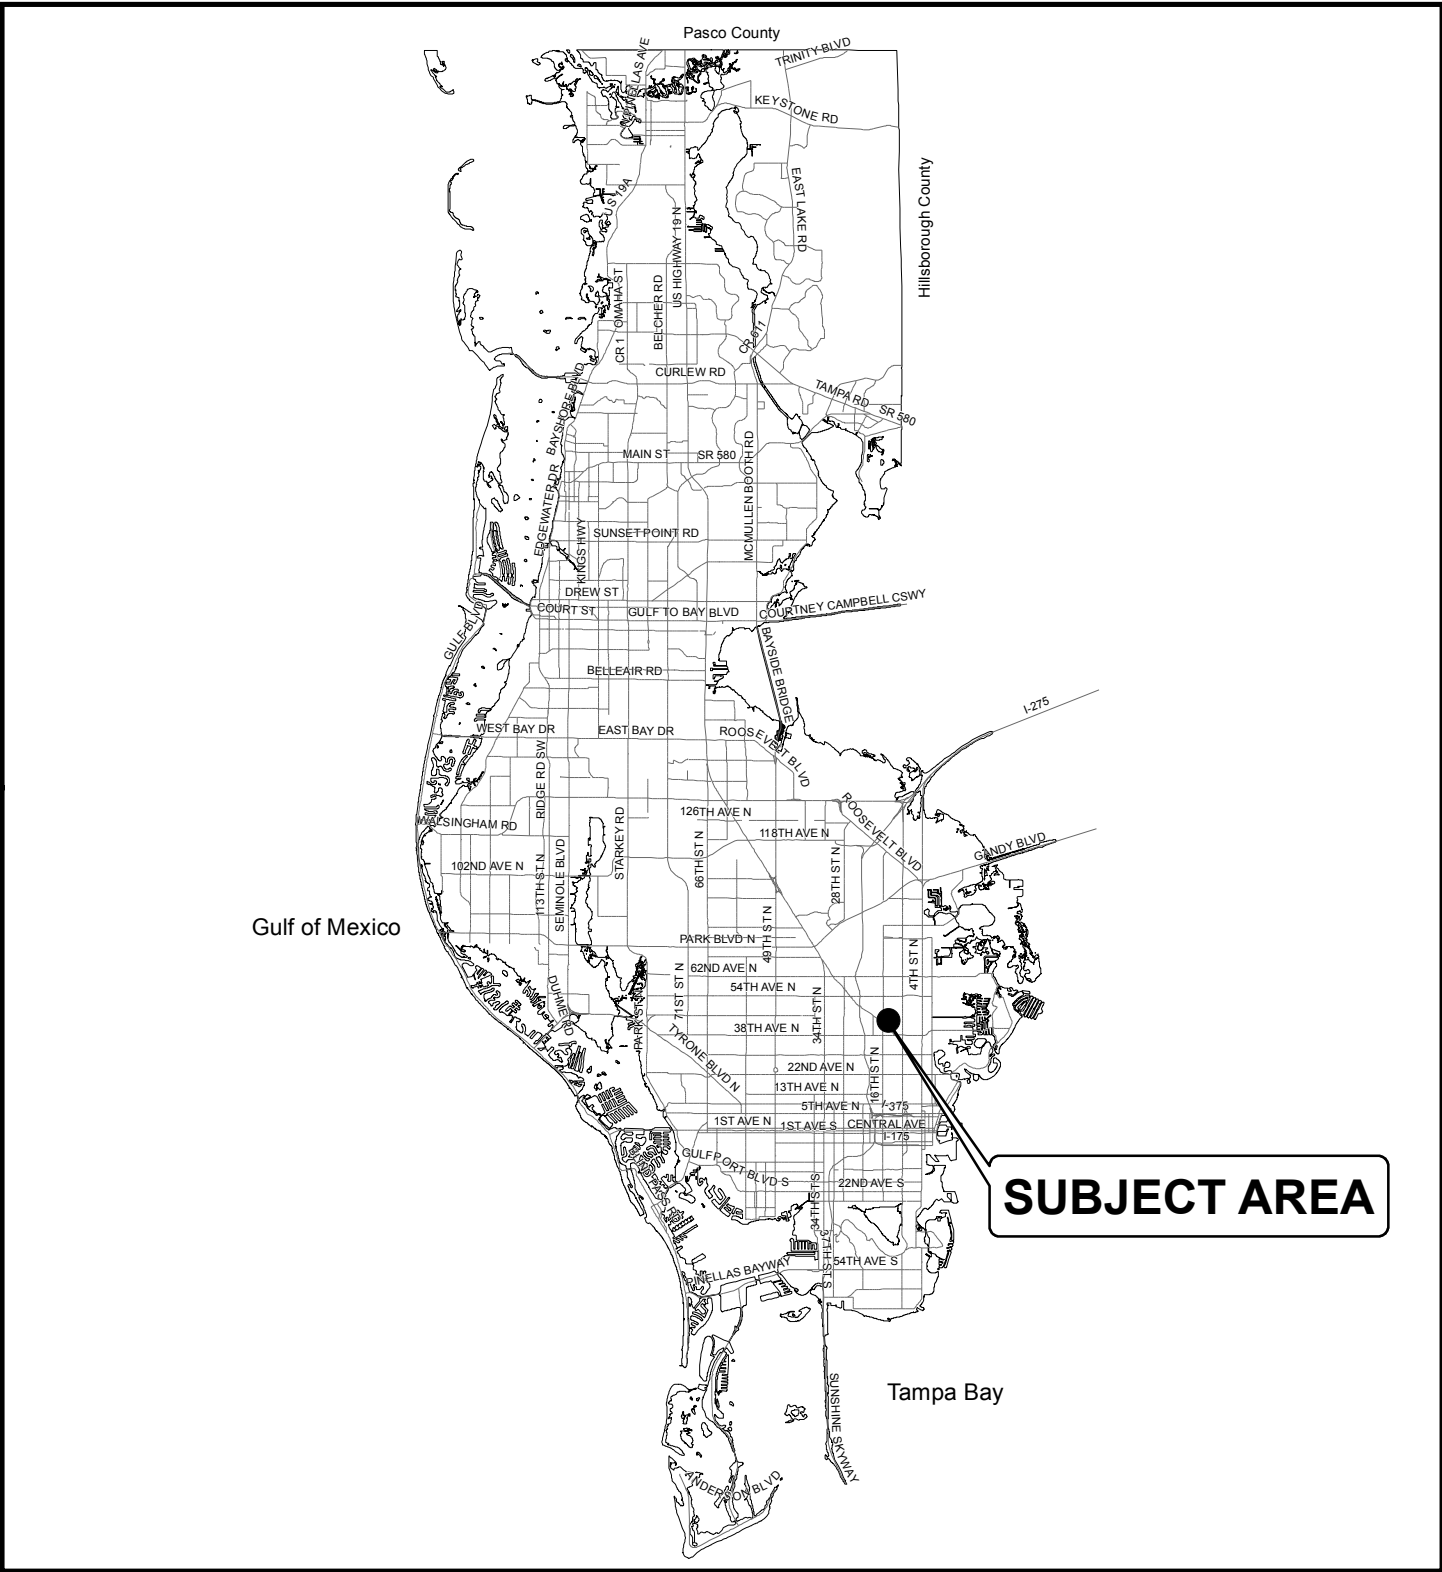 Pasco County
TRINITY BLVD
PINELLAS AVE
KEYSTONE RD
Hillsborough County
EAST LAKE RD
US 19A
US HIGHWAY 19 N
OMAHA ST
CR 1
BELCHER RD
CR 611
CURLEW RD
TAMPA RD
SR 580
BAYSHORE BLVD
MAIN ST
SR 580
MCMULLEN BOOTH RD
EDGEWATER DR
SUNSET POINT RD
KINGS HWY
DREW ST
COURT ST
GULF TO BAY BLVD
COURTNEY CAMPBELL CSWY
GULF BLVD
BAYSIDE BRIDGE
BELLEAIR RD
I-275
WEST BAY DR
EAST BAY DR
ROOSEVELT BLVD
RIDGE RD SW
ROOSEVELT BLVD
126TH AVE N
WALSINGHAM RD
STARKEY RD
118TH AVE N
GANDY BLVD
66TH ST N
102ND AVE N
113TH ST N
SEMINOLE BLVD
28TH ST N
Gulf of Mexico
49TH ST N
PARK BLVD N
4TH ST N
62ND AVE N
71ST ST N
54TH AVE N
DUHME RD
PARK ST N
34TH ST N
38TH AVE N
TYRONE BLVD N
22ND AVE N
16TH ST N
13TH AVE N
5TH AVE N
I-375
1ST AVE N
1ST AVE S
CENTRAL AVE
I-175
GULFPORT BLVD S
22ND AVE S
SUBJECT AREA
34TH ST S
37TH ST S
54TH AVE S
PINELLAS BAYWAY
Tampa Bay
SUNSHINE SKYWAY
ANDERSON BLVD